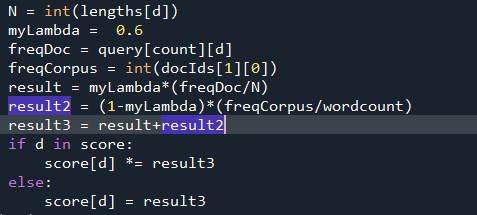 N = int(lengths[d])
myLambda =  0.6
freqDoc = query[count][d]
freqCorpus = int(docIds[1][0])
result = myLambda*(freqDoc/N)
result2 = (1-myLambda)*(freqCorpus/wordcount)
result3 = result+result2
if d in score:
    score[d] *= result3
else:
    score[d] = result3